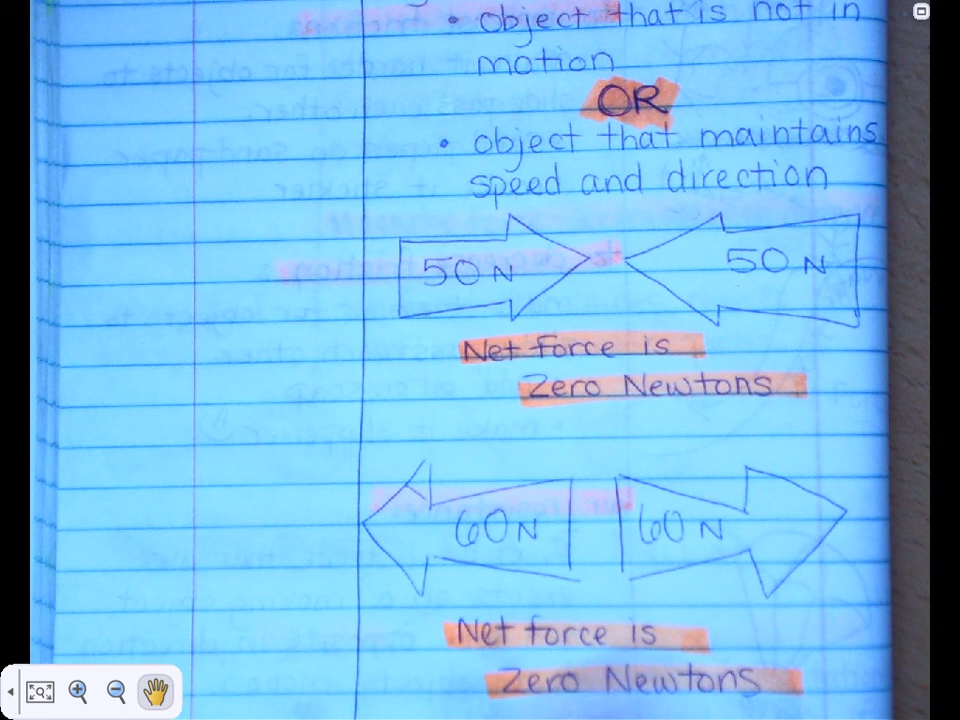 • object that is not in
motion
OR
• object that maintains
speed and direction
50 N 50 N
Net force is
Zero Newtons
60 N 60 N
Net force is
Zero Newtons